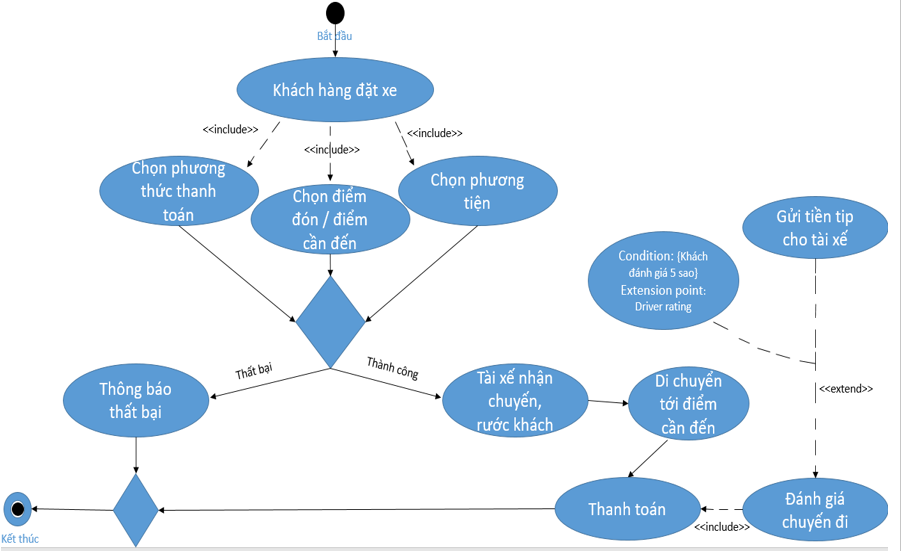 Bắt đầu
Khách hàng đặt xe
<<include>>
<<include>>
<<include>>
Chọn phương
thức thanh
toán
Chọn điểm
đón / điểm
cần đến
Chọn phương
tiện
Gửi tiền tip
cho tài xế
Condition: {Khách
đánh giá 5 sao}
Extension point:
Driver rating
Thất bại
Thành công
Thông báo
thất bại
Tài xế nhận
chuyến,
rước khách
Di chuyển
tới điểm
cần đến
<<extend>>
Thanh toán
<<include>>
Đánh giá
chuyến đi
Kết thúc